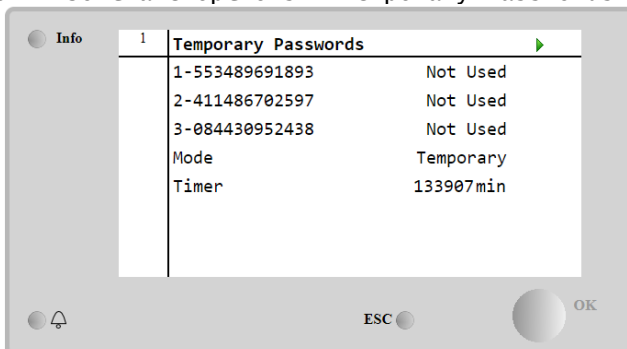 Info
1 Temporary Passwords
1-553489691893 Not Used
2-411486702597 Not Used
3-084430952438 Not Used
Mode Temporary
Timer 133907min
ESC
OK